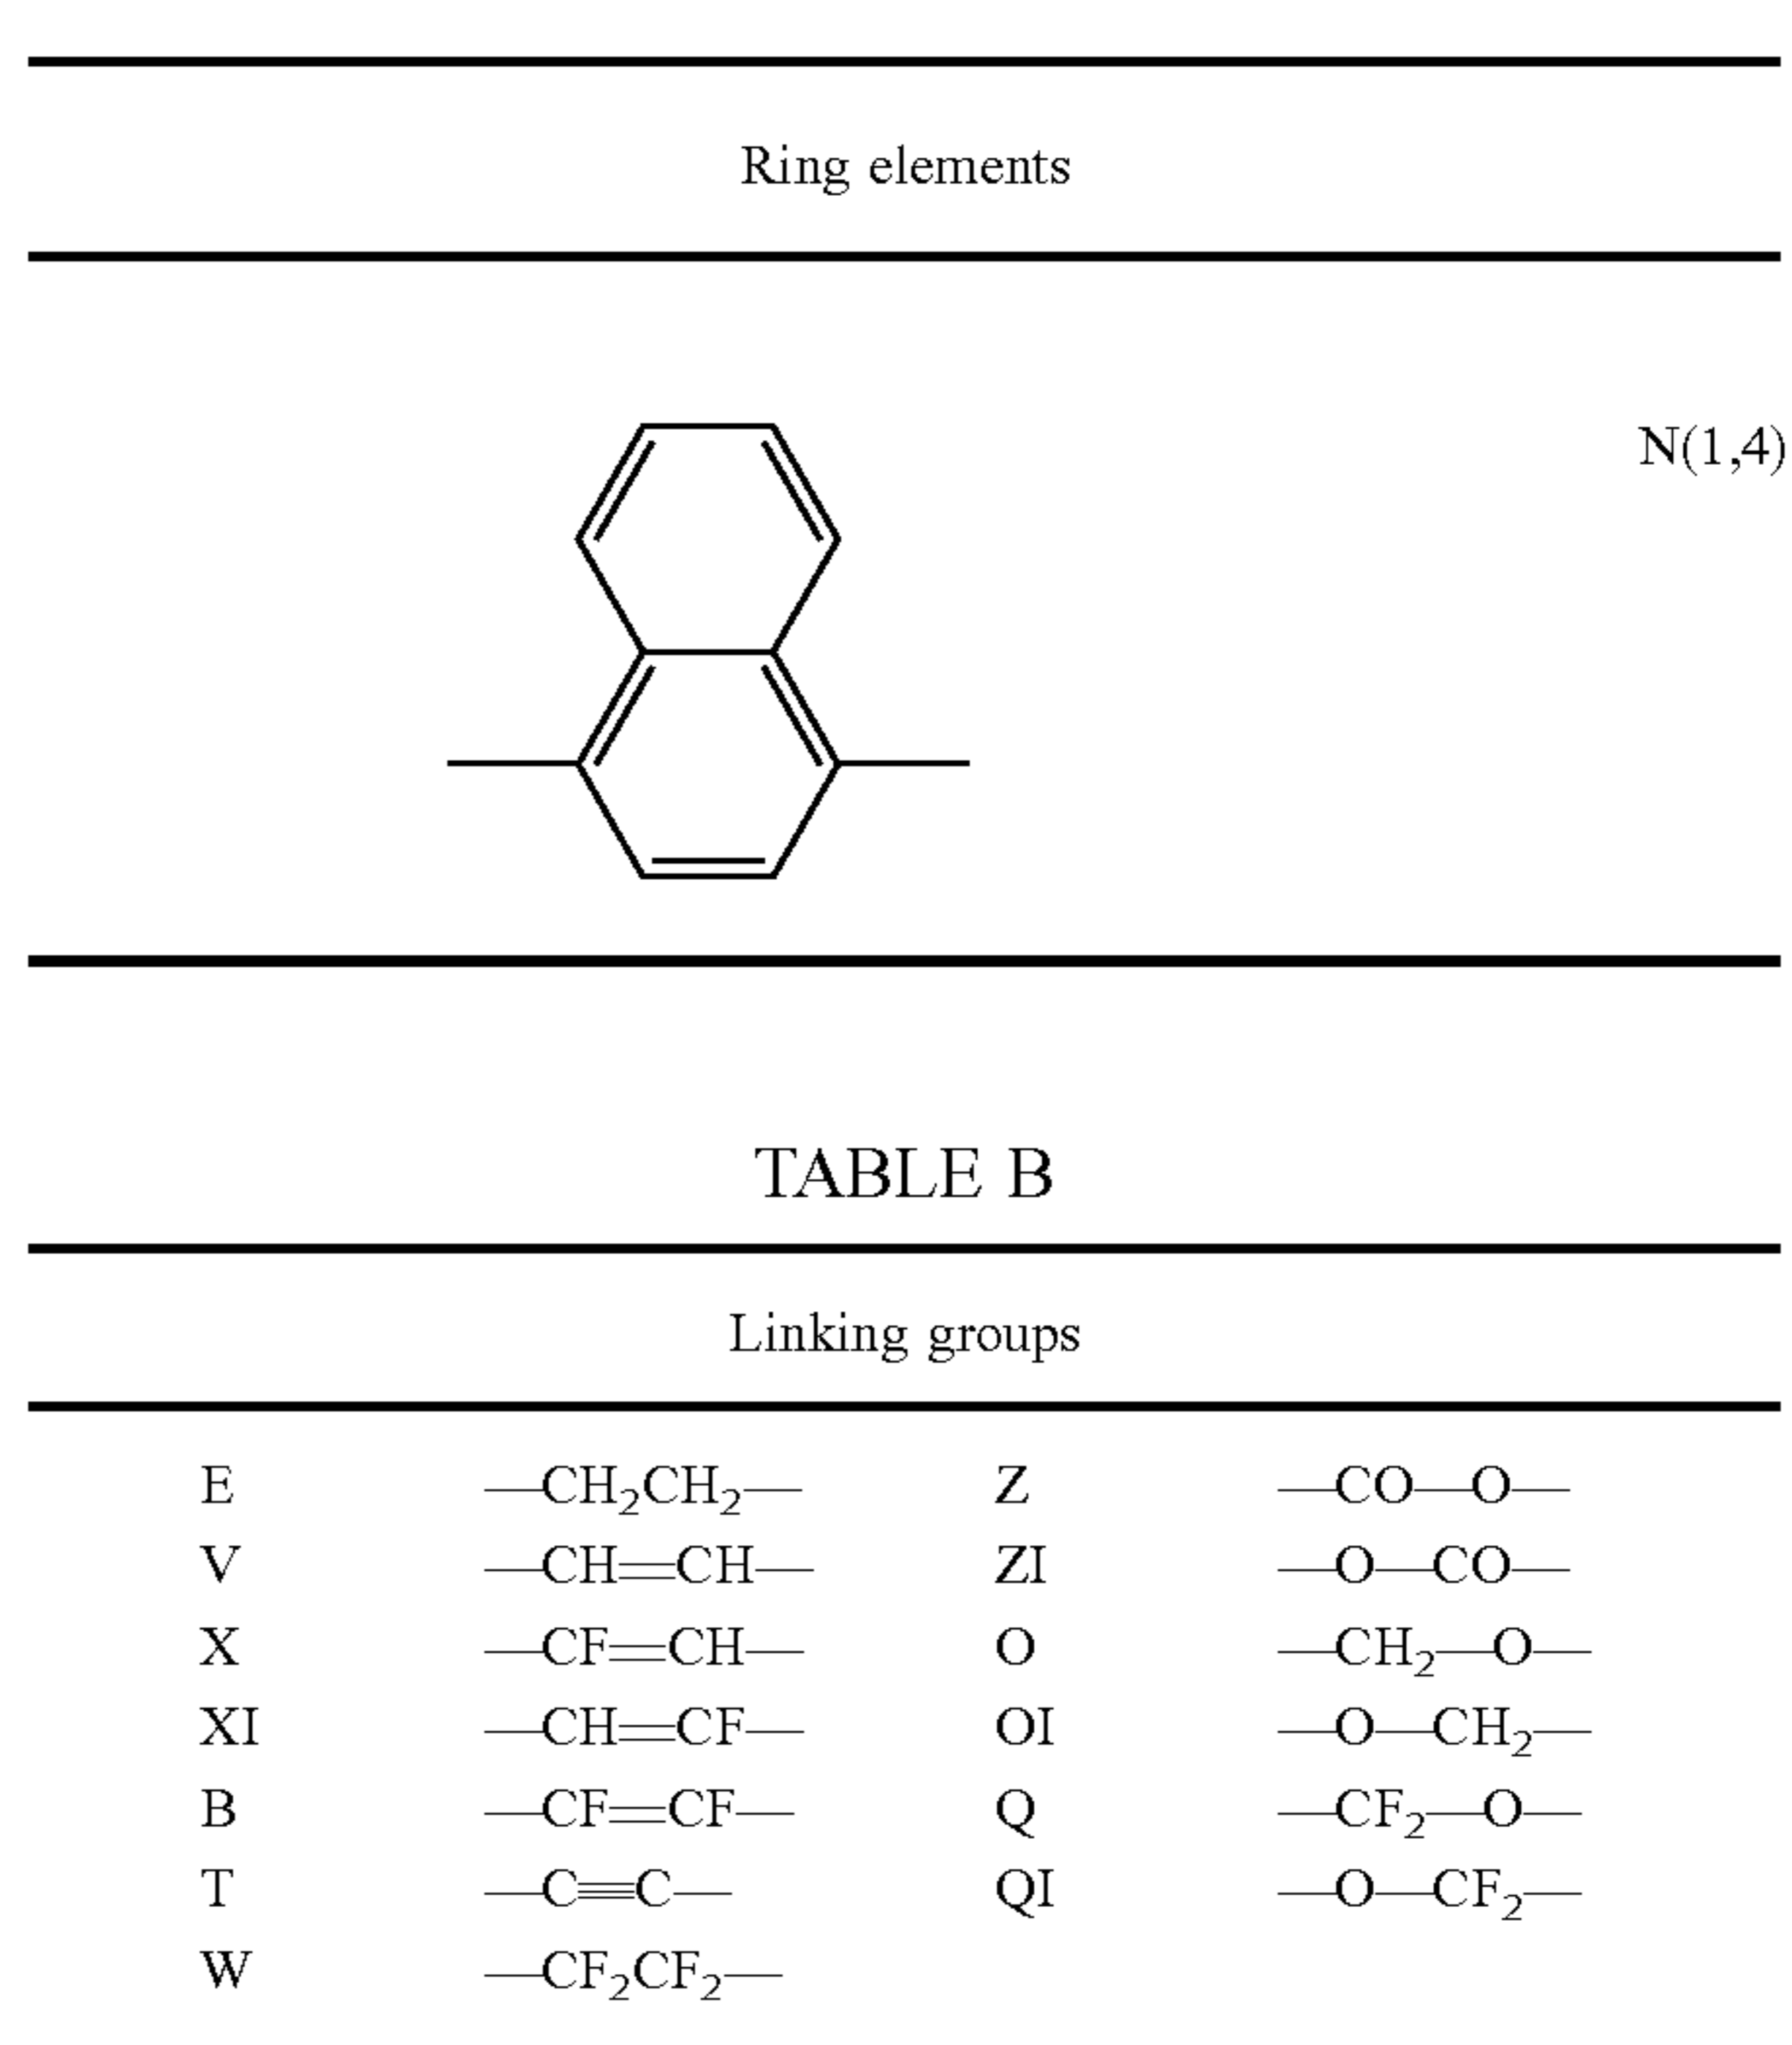 Ring elements
N(1,4)
TABLE B
Linking groups
E —CH₂CH₂— Z —CO—O—
V —CH=CH— ZI —O—CO—
X —CF=CH— O —CH₂—O—
XI —CH=CF— OI —O—CH₂—
B —CF=CF— Q —CF₂—O—
T —C≡C— QI —O—CF₂—
W —CF₂CF₂—